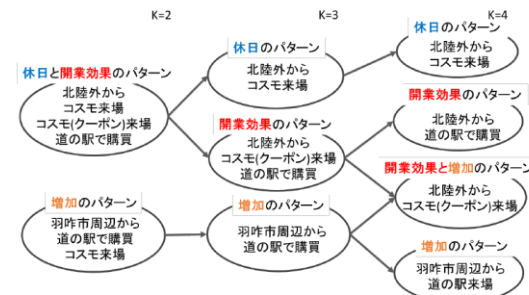 K=2
K=3
K=4
休日と開業効果のパターン
北陸外から
コスモ来場
コスモ(クーポン)来場
道の駅で購買
増加のパターン
羽咋市周辺から
道の駅で購買
コスモ来場
休日のパターン
北陸外から
コスモ来場
開業効果のパターン
北陸外から
コスモ(クーポン)来場
道の駅で購買
増加のパターン
羽咋市周辺から
道の駅で購買
休日のパターン
北陸外から
コスモ来場
開業効果のパターン
北陸外から
道の駅で購買
開業効果と増加のパターン
北陸外から
コスモ(クーポン)来場
増加のパターン
羽咋市周辺から
道の駅来場